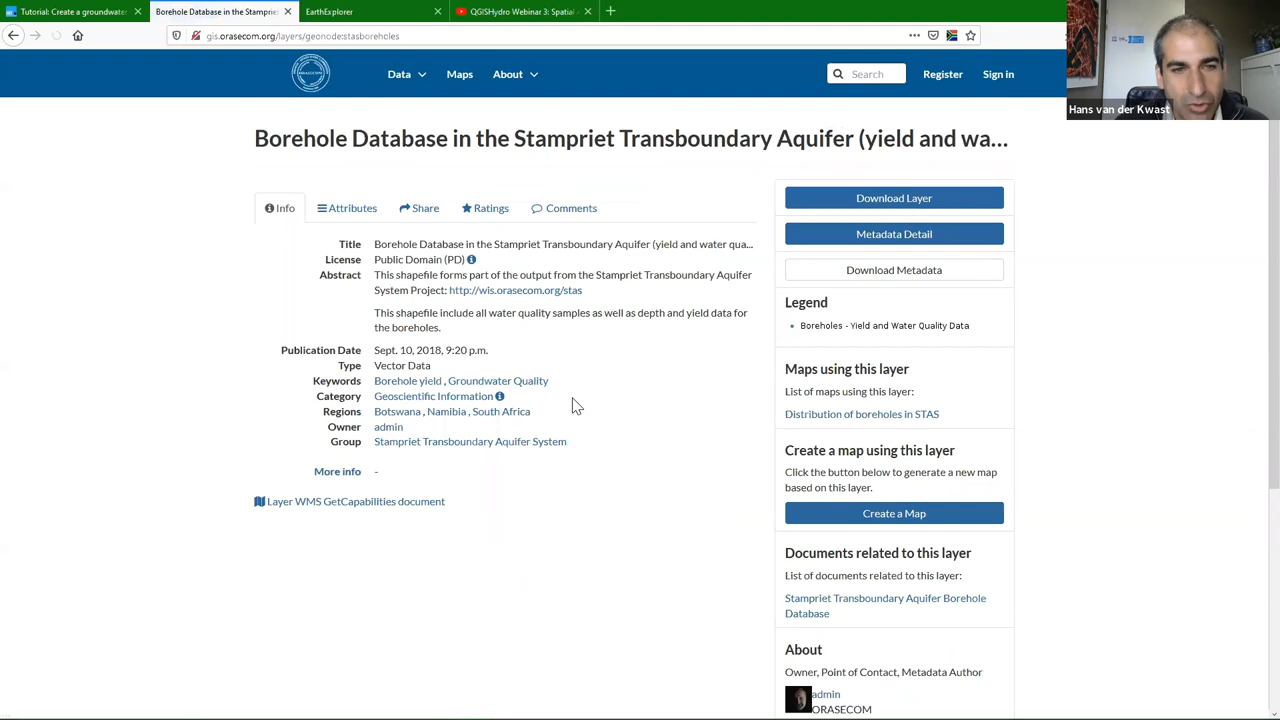 Tutorial: Create a groundwater
Borehole Database in the Stampriet
EarthExplorer
QGISHydro Webinar 3: Spatial
gis.orasecom.org/layers/geonode:stasboreholes
Data
Maps
About
Search
Register
Sign in
Hans van der Kwast
Borehole Database in the Stampriet Transboundary Aquifer (yield and wa...
Info
Attributes
Share
Ratings
Comments
Title Borehole Database in the Stampriet Transboundary Aquifer (yield and water qua...
License Public Domain (PD)
Abstract This shapefile forms part of the output from the Stampriet Transboundary Aquifer
System Project: http://wis.orasecom.org/stas
This shapefile include all water quality samples as well as depth and yield data for
the boreholes.
Publication Date Sept. 10, 2018, 9:20 p.m.
Type Vector Data
Keywords Borehole yield , Groundwater Quality
Category Geoscientific Information
Regions Botswana , Namibia , South Africa
Owner admin
Group Stampriet Transboundary Aquifer System
More info -
Layer WMS GetCapabilities document
Download Layer
Metadata Detail
Download Metadata
Legend
Boreholes - Yield and Water Quality Data
Maps using this layer
List of maps using this layer:
Distribution of boreholes in STAS
Create a map using this layer
Click the button below to generate a new map
based on this layer.
Create a Map
Documents related to this layer
List of documents related to this layer:
Stampriet Transboundary Aquifer Borehole
Database
About
Owner, Point of Contact, Metadata Author
admin
ORASECOM